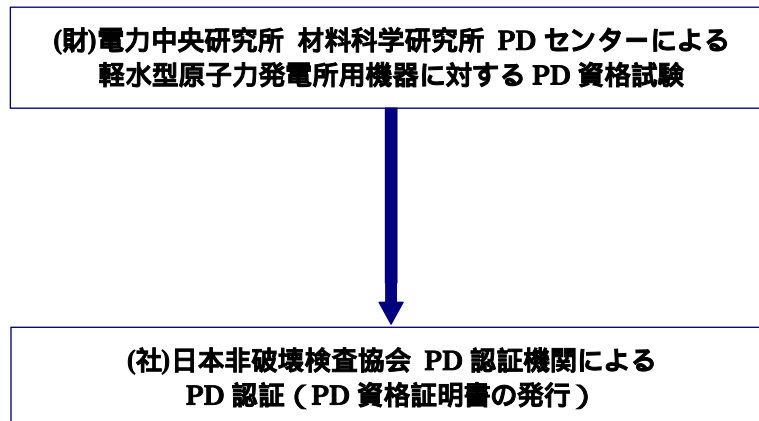 (財)電力中央研究所 材料科学研究所 PD センターによる
軽水型原子力発電所用機器に対する PD 資格試験
(社)日本非破壊検査協会 PD 認証機関による
PD 認証（PD 資格証明書の発行）